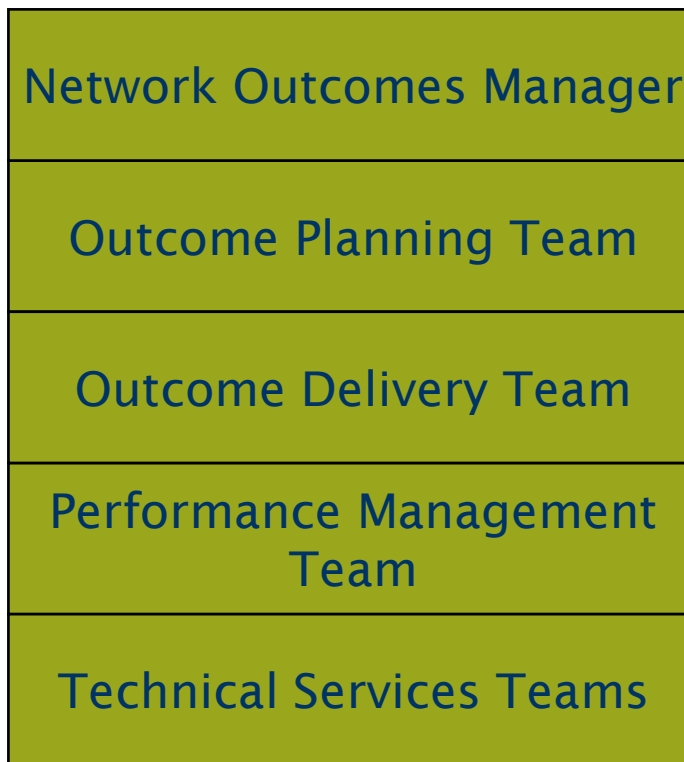 Network Outcomes Manager
Outcome Planning Team
Outcome Delivery Team
Performance Management
Team
Technical Services Teams